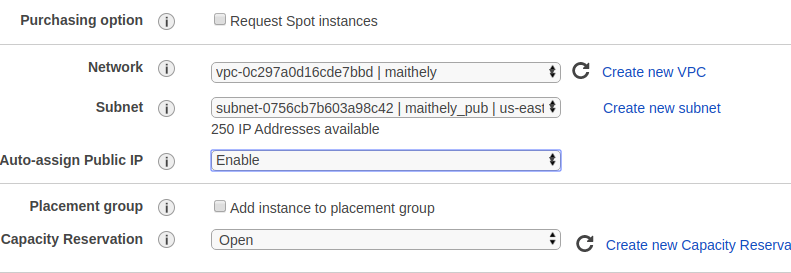 Purchasing option Request Spot instances
Network vpc-0c297a0d16cde7bbd | maithely Create new VPC
Subnet subnet-0756cb7b603a98c42 | maithely_pub | us-east Create new subnet
250 IP Addresses available
Auto-assign Public IP Enable
Placement group Add instance to placement group
Capacity Reservation Open Create new Capacity Reserva